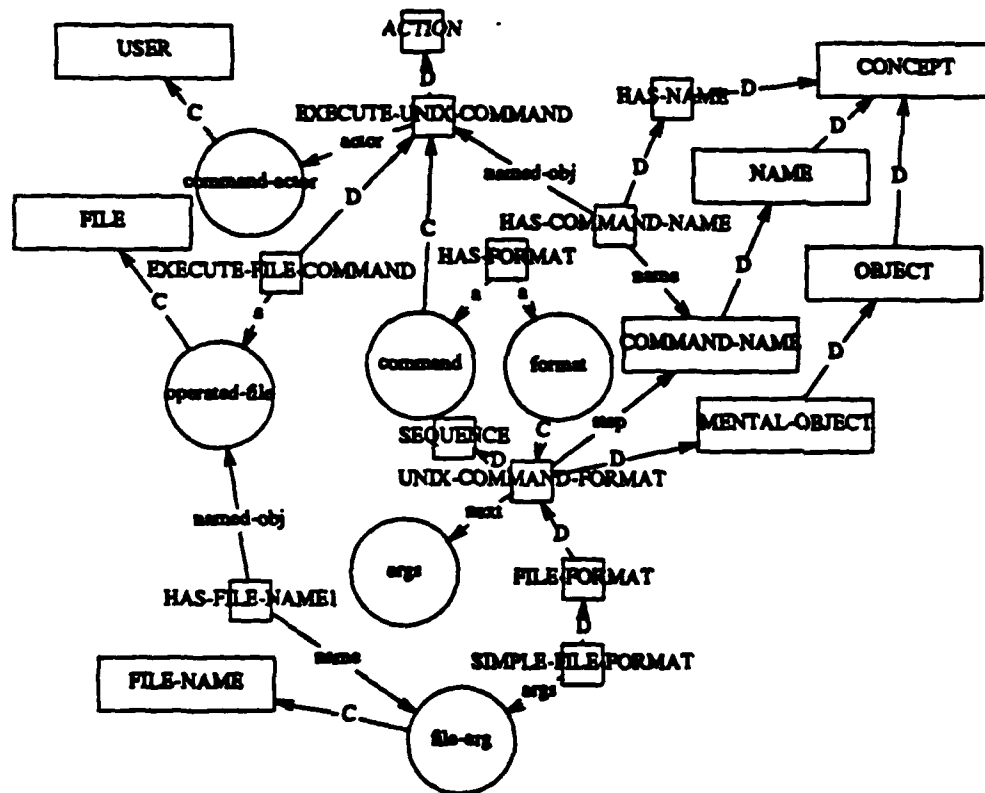 ACTION
USER
CONCEPT
HAS-NAME
D
D
C
EXECUTE-UNIX-COMMAND
actor
D
D
NAME
command-actor
D
named-obj
D
FILE
HAS-COMMAND-NAME
C
HAS-FORMAT
EXECUTE-FILE-COMMAND
name
D
OBJECT
C
a
a
a
COMMAND-NAME
D
command
format
operated-file
MENTAL-OBJECT
SEQUENCE
C
step
D
D
UNIX-COMMAND-FORMAT
next
named-obj
D
args
FILE-FORMAT
HAS-FILE-NAME1
D
name
SIMPLE-FILE-FORMAT
FILE-NAME
args
C
file-arg